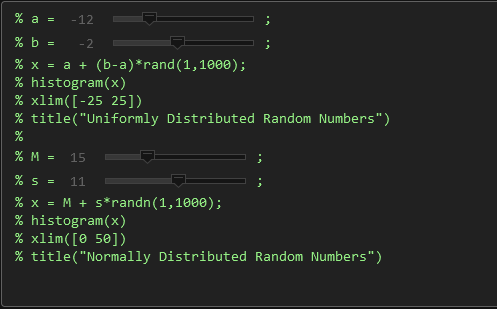 % a = -12 ;
% b = -2 ;
% x = a + (b-a)*rand(1,1000);
% histogram(x)
% xlim([-25 25])
% title("Uniformly Distributed Random Numbers")
%
% M = 15 ;
% s = 11 ;
% x = M + s*randn(1,1000);
% histogram(x)
% xlim([0 50])
% title("Normally Distributed Random Numbers")